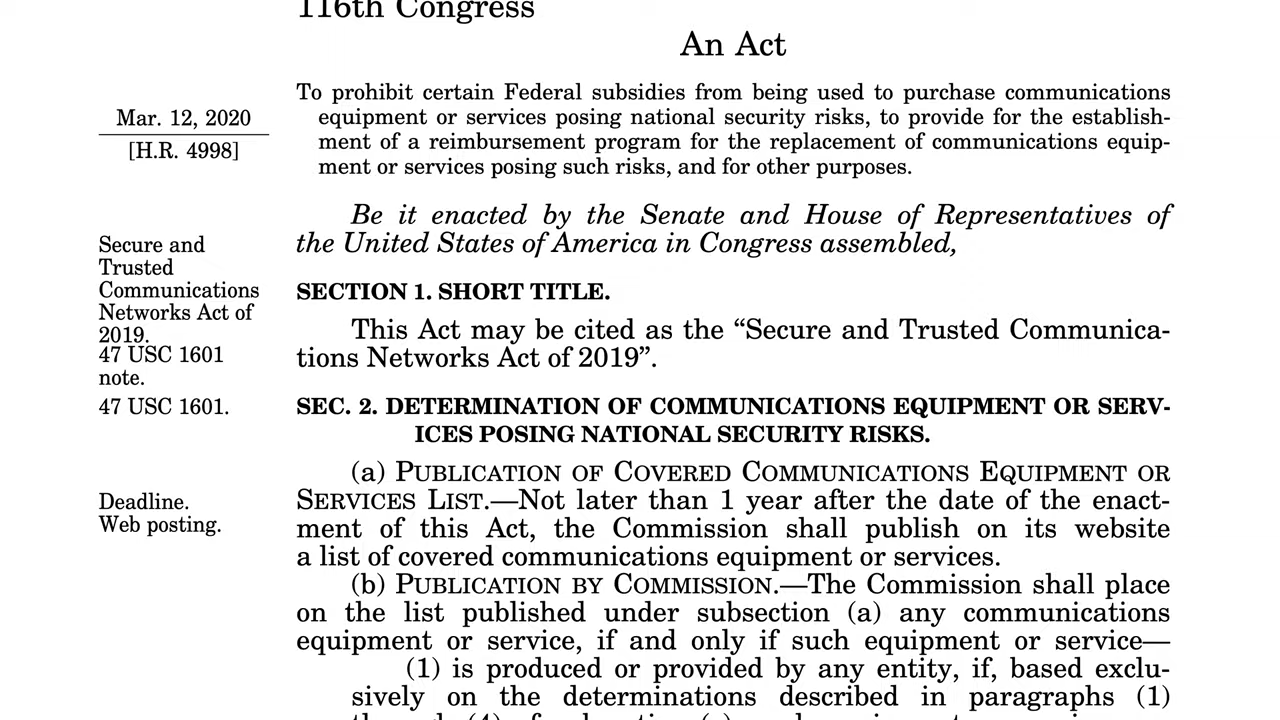 116th Congress
An Act
Mar. 12, 2020
[H.R. 4998]
To prohibit certain Federal subsidies from being used to purchase communications
equipment or services posing national security risks, to provide for the establish-
ment of a reimbursement program for the replacement of communications equip-
ment or services posing such risks, and for other purposes.
Be it enacted by the Senate and House of Representatives of
the United States of America in Congress assembled,
Secure and
Trusted
Communications
Networks Act of
2019.
47 USC 1601
note.
SECTION 1. SHORT TITLE.
This Act may be cited as the “Secure and Trusted Communica-
tions Networks Act of 2019”.
47 USC 1601.
SEC. 2. DETERMINATION OF COMMUNICATIONS EQUIPMENT OR SERV-
ICES POSING NATIONAL SECURITY RISKS.
Deadline.
Web posting.
(a) PUBLICATION OF COVERED COMMUNICATIONS EQUIPMENT OR
SERVICES LIST.—Not later than 1 year after the date of the enact-
ment of this Act, the Commission shall publish on its website
a list of covered communications equipment or services.
(b) PUBLICATION BY COMMISSION.—The Commission shall place
on the list published under subsection (a) any communications
equipment or service, if and only if such equipment or service—
(1) is produced or provided by any entity, if, based exclu-
sively on the determinations described in paragraphs (1)